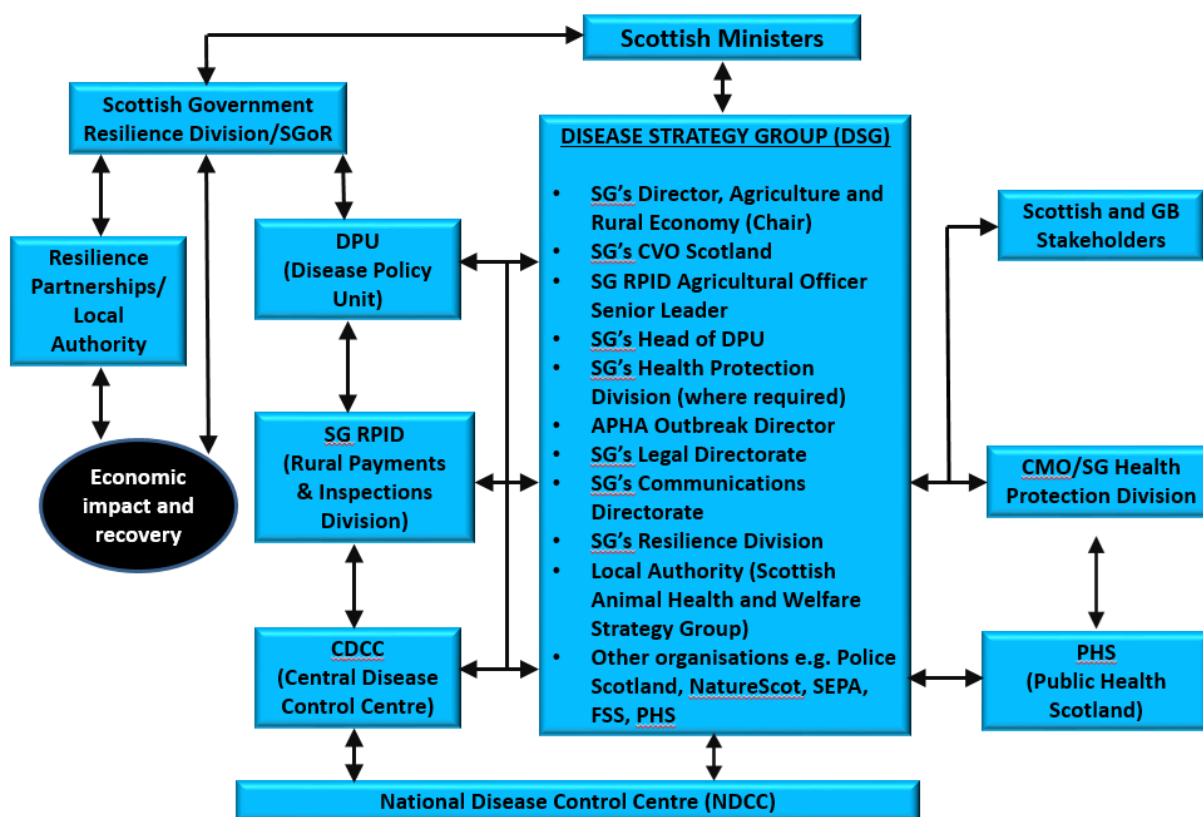 Scottish Ministers
Scottish Government
Resilience Division/SGoR
Resilience
Partnerships/
Local
Authority
Economic
impact and
recovery
DPU
(Disease Policy
Unit)
SG RPID
(Rural Payments
& Inspections
Division)
CDCC
(Central Disease
Control Centre)
DISEASE STRATEGY GROUP (DSG)
• SG's Director, Agriculture and
Rural Economy (Chair)
• SG's CVO Scotland
• SG RPID Agricultural Officer
Senior Leader
• SG's Head of DPU
• SG's Health Protection
Division (where required)
• APHA Outbreak Director
• SG's Legal Directorate
• SG's Communications
Directorate
• SG's Resilience Division
• Local Authority (Scottish
Animal Health and Welfare
Strategy Group)
• Other organisations e.g. Police
Scotland, NatureScot, SEPA,
FSS, PHS
Scottish and GB
Stakeholders
CMO/SG Health
Protection Division
PHS
(Public Health
Scotland)
National Disease Control Centre (NDCC)